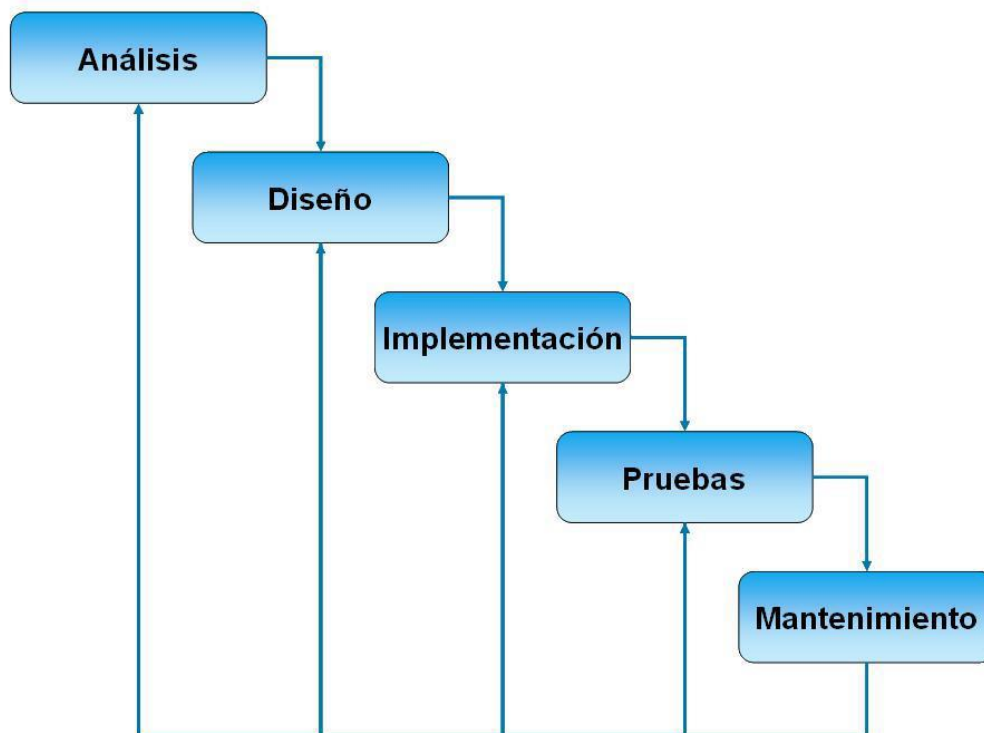 Análisis
Diseño
Implementación
Pruebas
Mantenimiento